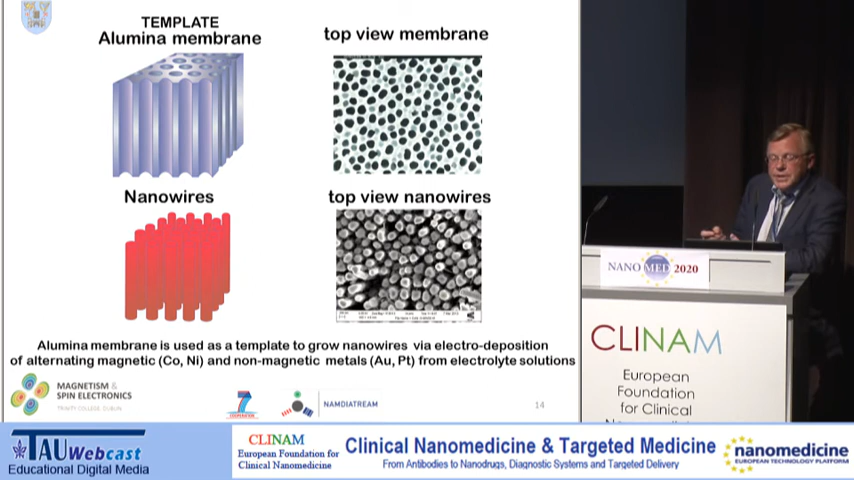 TEMPLATE
Alumina membrane
top view membrane
Nanowires
top view nanowires
Alumina membrane is used as a template to grow nanowires via electro-deposition
of alternating magnetic (Co, Ni) and non-magnetic metals (Au, Pt) from electrolyte solutions
MAGNETISM &
SPIN ELECTRONICS
TRINITY COLLEGE DUBLIN
7
NAMDIATREAM
14
NANOMED 2020
CLINAM
European
Foundation
for Clinical
TAU Webcast
Educational Digital Media
CLINAM
European Foundation for
Clinical Nanomedicine
Clinical Nanomedicine & Targeted Medicine
From Antibodies to Nanodrugs, Diagnostic Systems and Targeted Delivery
nanomedicine
EUROPEAN TECHNOLOGY PLATFORM